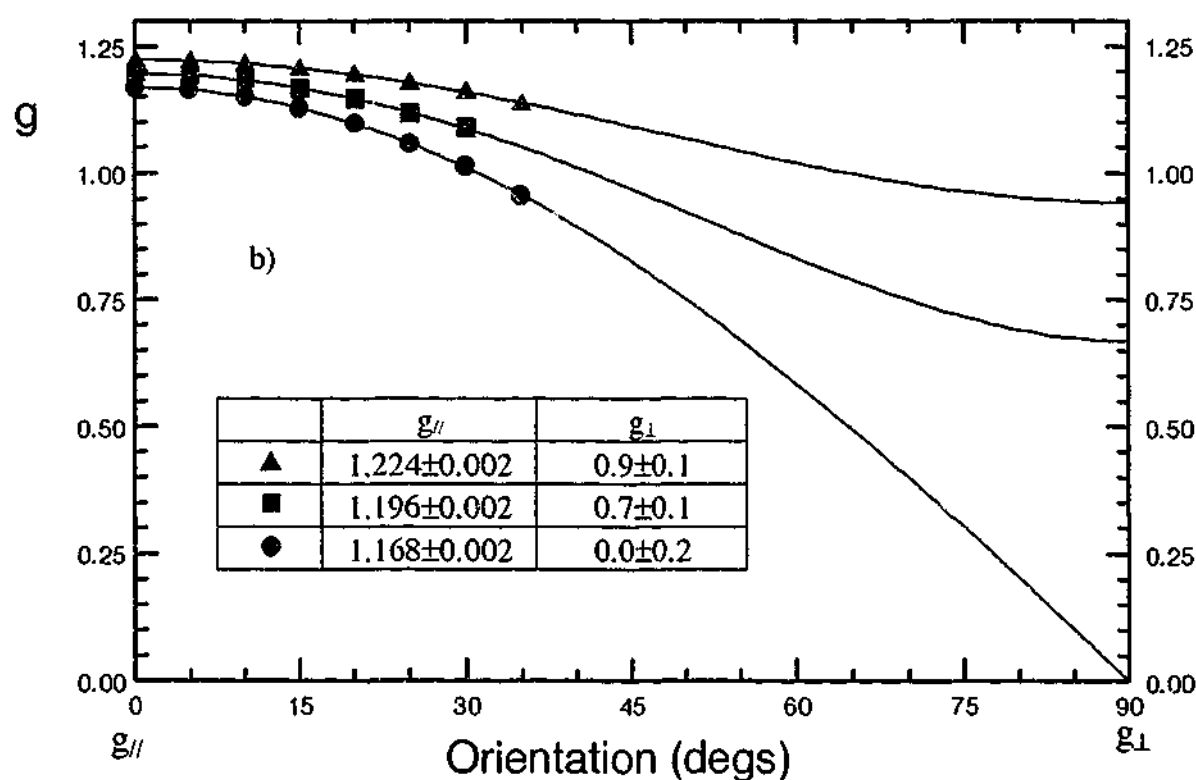 1.25 1.25
g
1.00 1.00
b)
0.75 0.75
g// g⊥
▲ 1.224±0.002 0.9±0.1
■ 1.196±0.002 0.7±0.1
● 1.168±0.002 0.0±0.2
0.50 0.50
0.25 0.25
0.00 0.00
0 15 30 45 60 75 90
g// Orientation (degs) g⊥